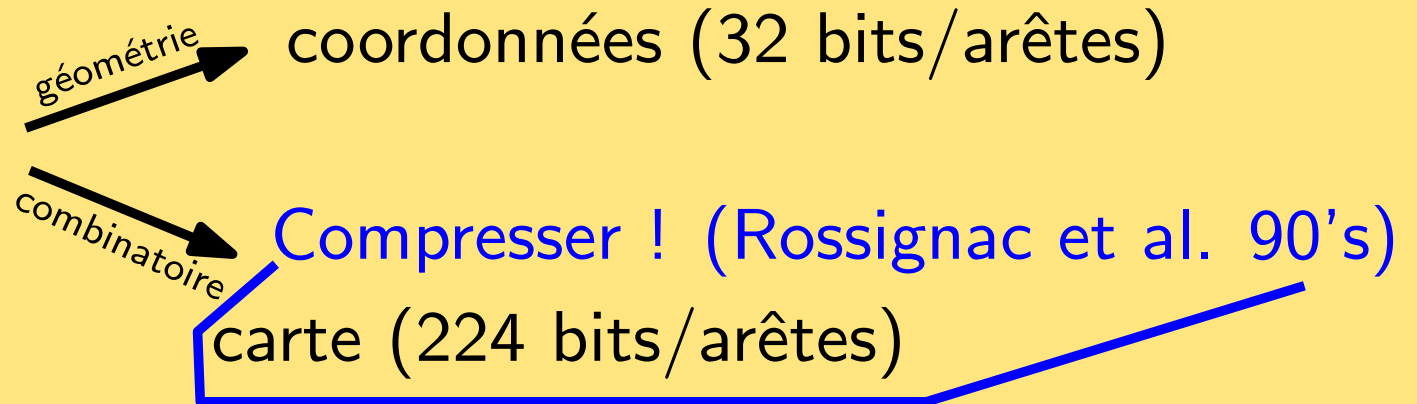 géométrie
coordonnées (32 bits/arêtes)
combinatoire
Compresser ! (Rossignac et al. 90's)
carte (224 bits/arêtes)